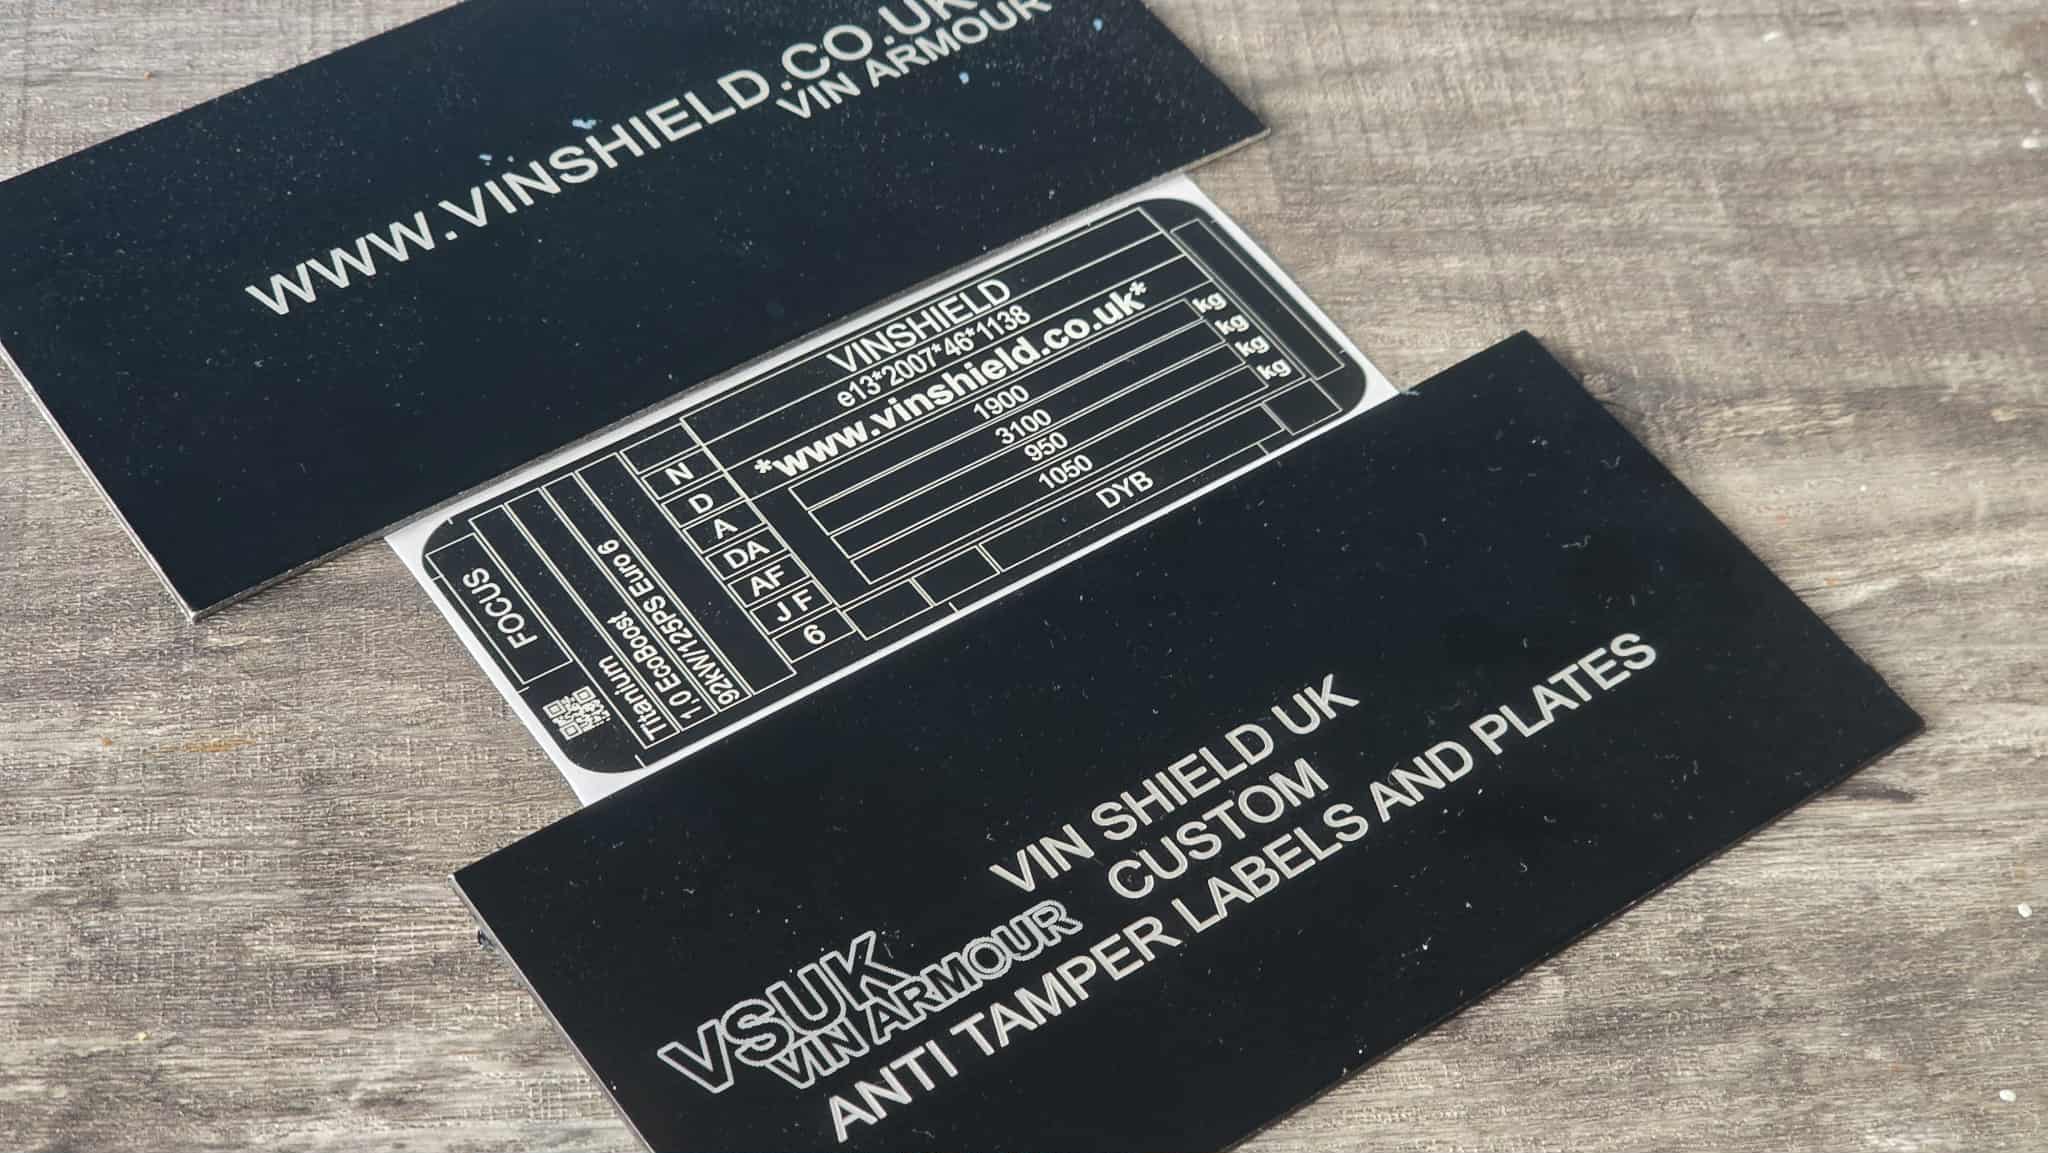 WWW.VINSHIELD.CO.UK
VIN ARMOUR
VINSHIELD
e13*2007*46*1138
*www.vinshield.co.uk*
1900 kg
3100 kg
950 kg
1050 kg
DYB
N
D
A
DA
AF
J F
6
FOCUS
Titanium
1,0 EcoBoost
92kW/125PS Euro 6
VIN SHIELD UK
CUSTOM
ANTI TAMPER LABELS AND PLATES
VSUK
VIN ARMOUR